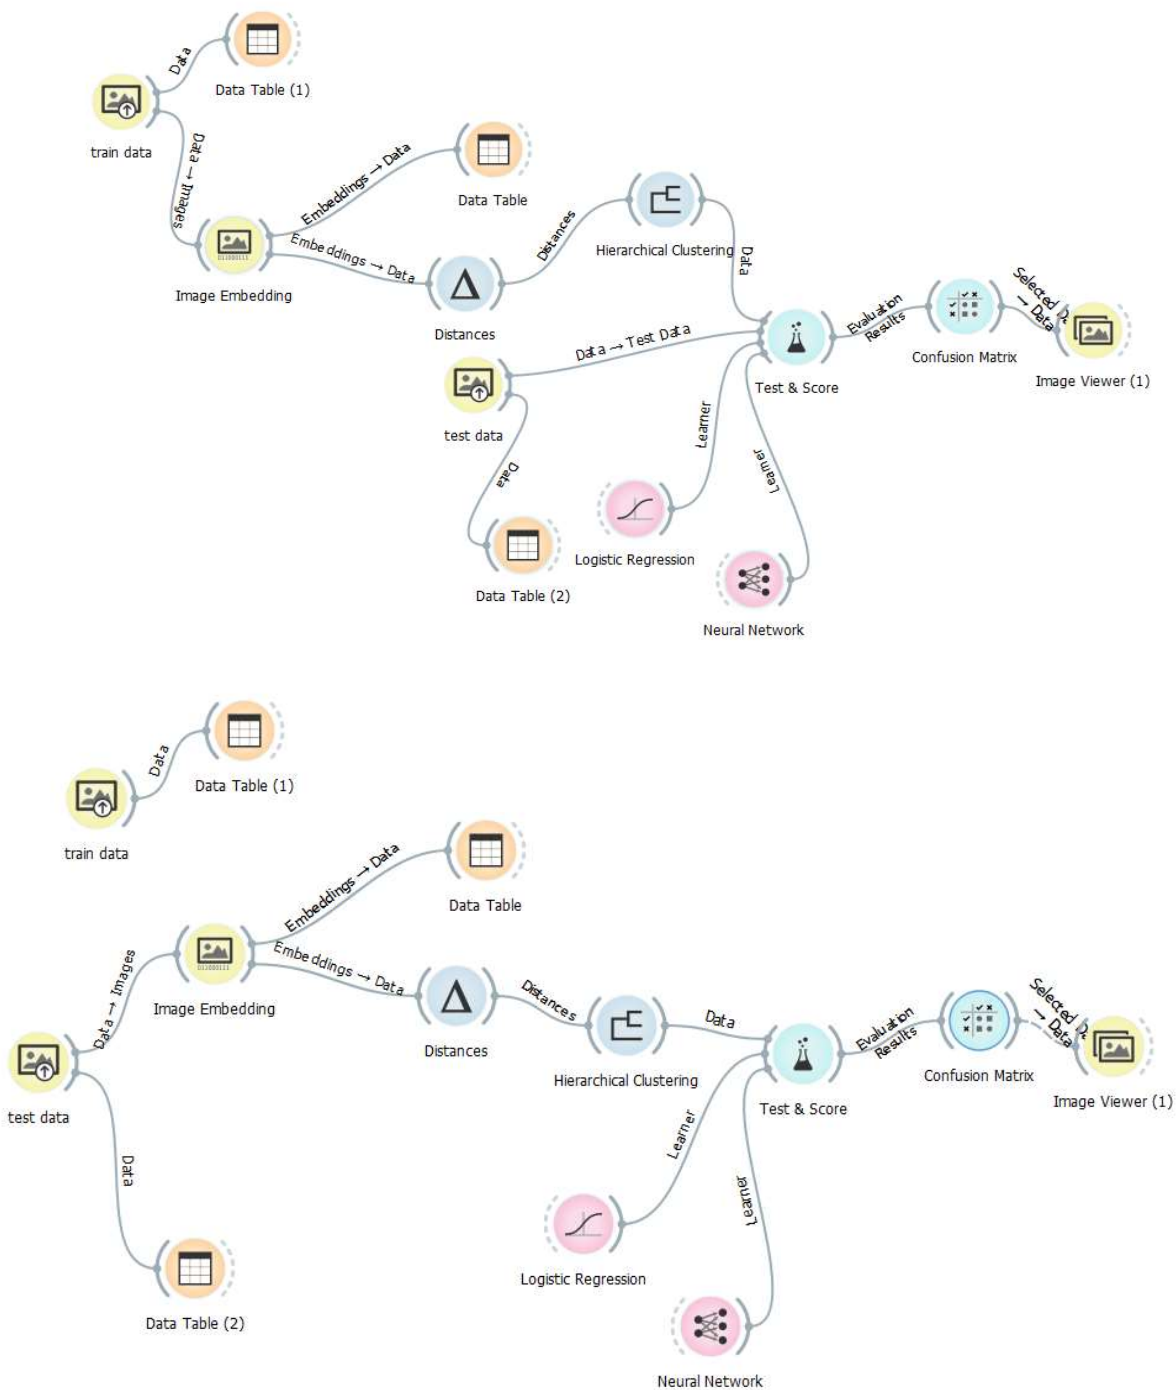 Data
Data Table (1)
train data
Data → Images
Embeddings → Data
Data Table
Image Embedding
Embeddings → Data
Distances
Distances
Hierarchical Clustering
Data
Data → Test Data
test data
Data
Data Table (2)
Learner
Logistic Regression
Learner
Neural Network
Test & Score
Evaluation
Results
Confusion Matrix
Selected
→ Data
Image Viewer (1)
Data
Data Table (1)
train data
Embeddings → Data
Data Table
Data → Images
Image Embedding
Embeddings → Data
Distances
Distances
Hierarchical Clustering
Data
test data
Data
Data Table (2)
Learner
Logistic Regression
Learner
Neural Network
Test & Score
Evaluation
Results
Confusion Matrix
Selected
→ Data
Image Viewer (1)